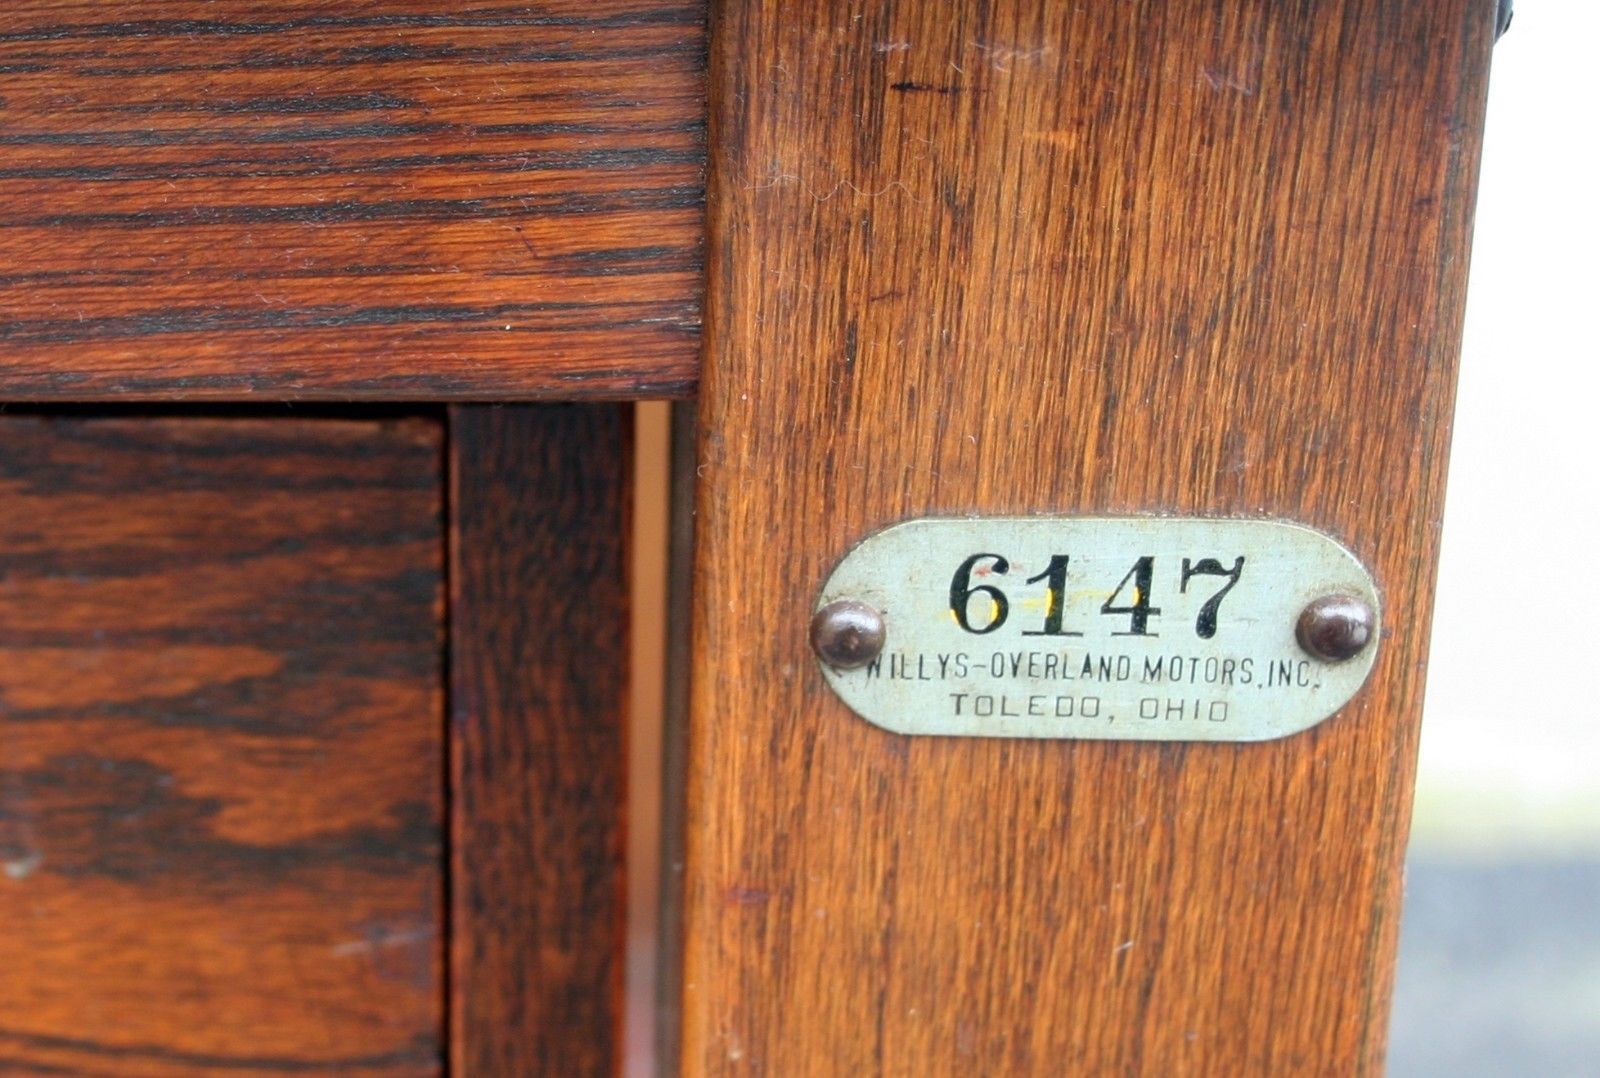 6147
WILLYS-OVERLAND MOTORS, INC.
TOLEDO, OHIO